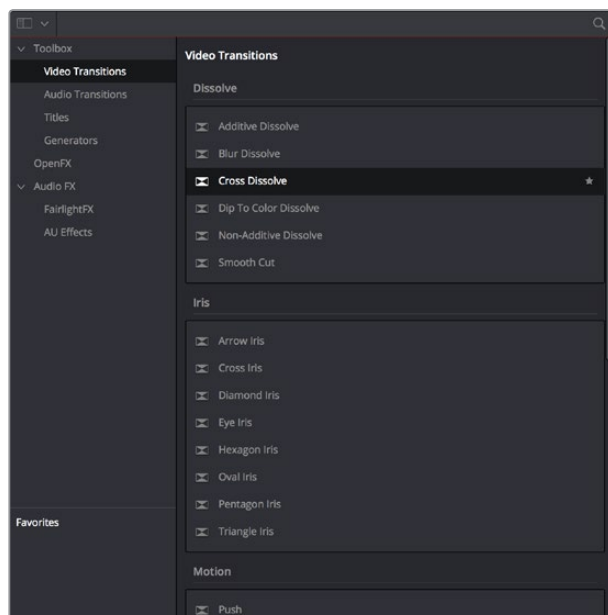 Toolbox
Video Transitions
Audio Transitions
Titles
Generators
OpenFX
Audio FX
FairlightFX
AU Effects
Favorites
Video Transitions
Dissolve
Additive Dissolve
Blur Dissolve
Cross Dissolve
Dip To Color Dissolve
Non-Additive Dissolve
Smooth Cut
Iris
Arrow Iris
Cross Iris
Diamond Iris
Eye Iris
Hexagon Iris
Oval Iris
Pentagon Iris
Triangle Iris
Motion
Push